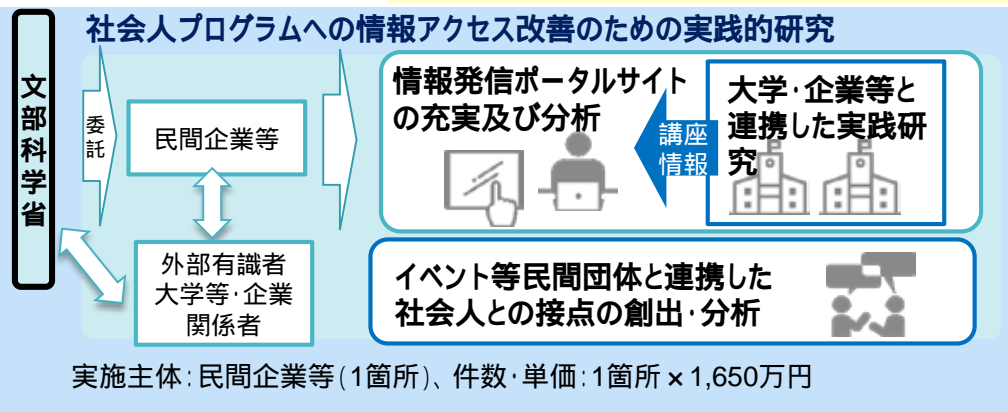 社会人プログラムへの情報アクセス改善のための実践的研究
文部科学省
委託
民間企業等
外部有識者
大学等・企業
関係者
情報発信ポータルサイト
の充実及び分析
講座
情報
大学・企業等と
連携した実践研
究
イベント等民間団体と連携した
社会人との接点の創出・分析
実施主体:民間企業等(1箇所)、件数・単価:1箇所×1,650万円